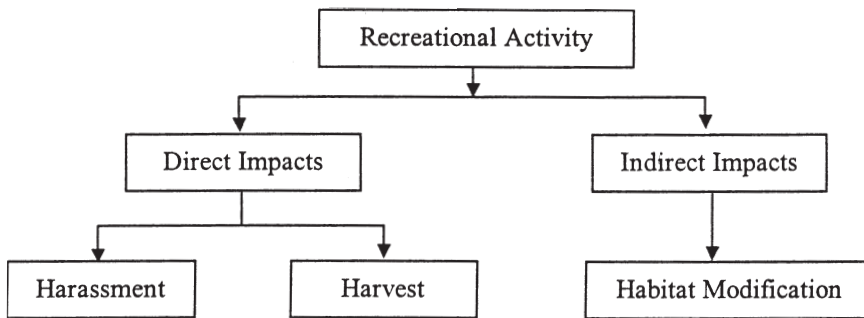 Recreational Activity
Direct Impacts
Indirect Impacts
Harassment
Harvest
Habitat Modification